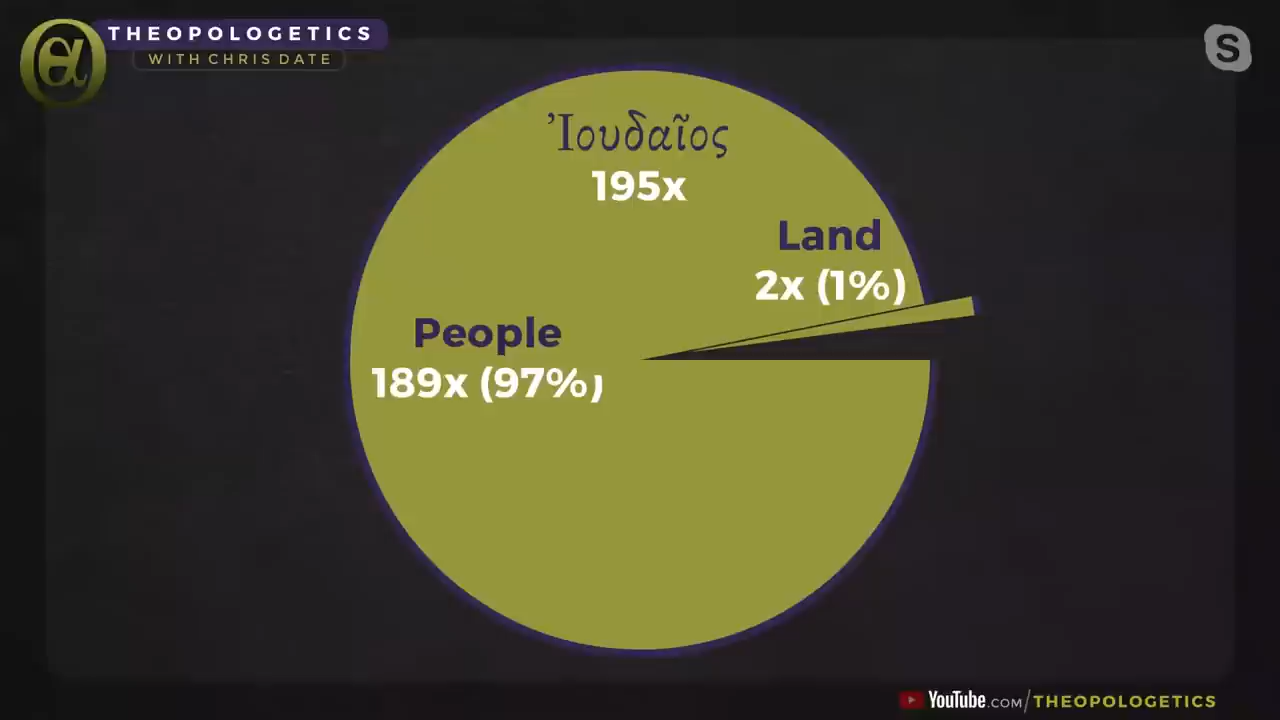 THEOPOLOGETICS
WITH CHRIS DATE
S
Ἰουδαῖος
195x
Land
2x (1%)
People
189x (97%)
YouTube.COM/THEOPOLOGETICS